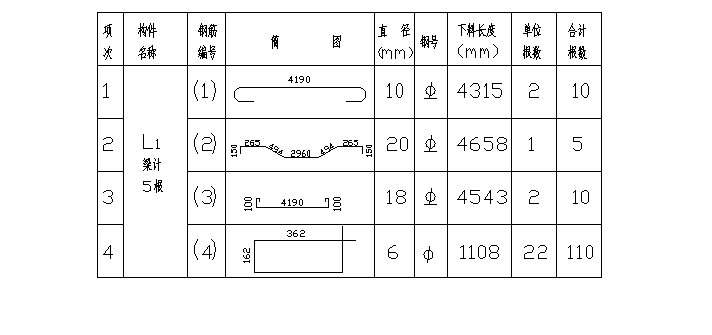 项次 构件名称 钢筋编号 简图 直径(mm) 钢号 下料长度(mm) 单位根数 合计根数
L1梁计5根
1 (1) 4190 10 Φ 4315 2 10
2 (2) 150 265 494 2960 494 265 150 20 Φ 4658 1 5
3 (3) 100 4190 100 18 Φ 4543 2 10
4 (4) 362 162 6 φ 1108 22 110